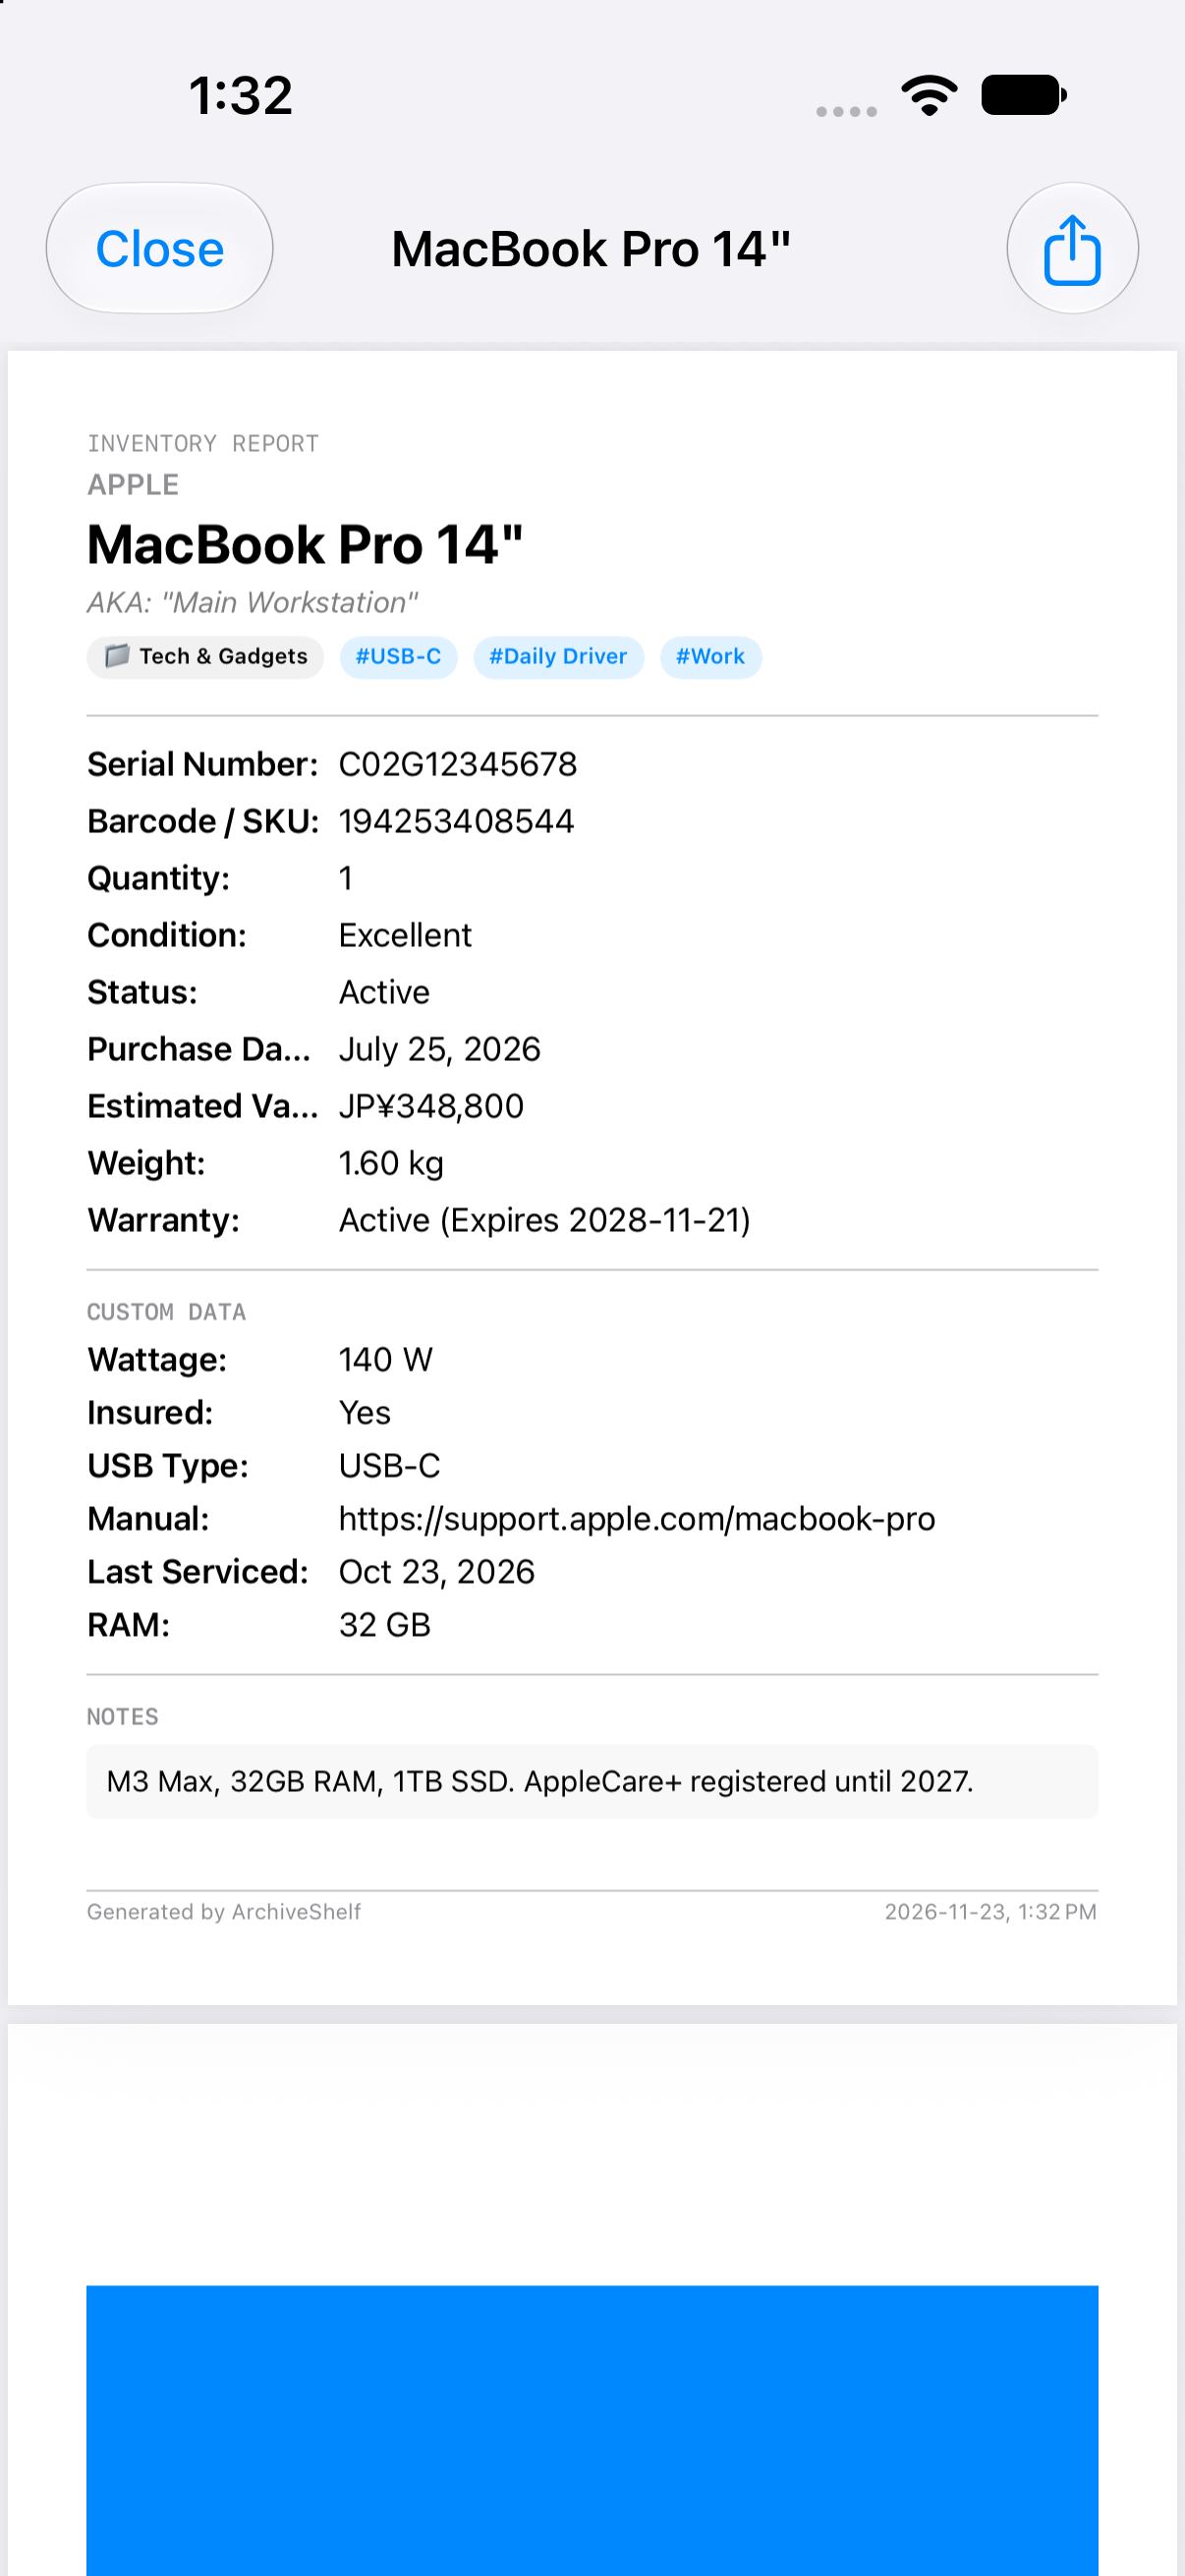 1:32
Close
MacBook Pro 14"
INVENTORY REPORT
APPLE
MacBook Pro 14"
AKA: "Main Workstation"
Tech & Gadgets #USB-C #Daily Driver #Work
Serial Number: C02G12345678
Barcode / SKU: 194253408544
Quantity: 1
Condition: Excellent
Status: Active
Purchase Da... July 25, 2026
Estimated Va... JP¥348,800
Weight: 1.60 kg
Warranty: Active (Expires 2028-11-21)
CUSTOM DATA
Wattage: 140 W
Insured: Yes
USB Type: USB-C
Manual: https://support.apple.com/macbook-pro
Last Serviced: Oct 23, 2026
RAM: 32 GB
NOTES
M3 Max, 32GB RAM, 1TB SSD. AppleCare+ registered until 2027.
Generated by ArchiveShelf 2026-11-23, 1:32 PM